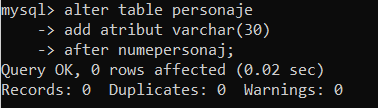 mysql> alter table personaje
    -> add atribut varchar(30)
    -> after numepersonaj;
Query OK, 0 rows affected (0.02 sec)
Records: 0  Duplicates: 0  Warnings: 0